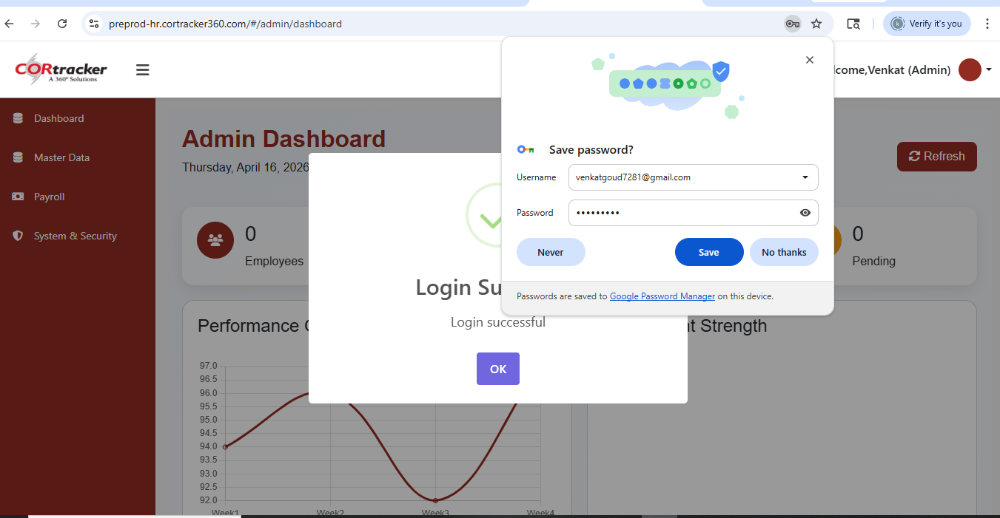 preprod-hr.cortracker360.com/#/admin/dashboard
Verify it's you
CORtracker
A 360° Solutions
come,Venkat (Admin)
Dashboard
Master Data
Payroll
System & Security
Admin Dashboard
Thursday, April 16, 2026
Refresh
0
Employees
0
Pending
Save password?
Username
venkatgoud7281@gmail.com
Password
•••••••••
Never
Save
No thanks
Passwords are saved to Google Password Manager on this device.
Login Su
Login successful
OK
Performance
t Strength
97.0
96.5
96.0
95.5
95.0
94.5
94.0
93.5
93.0
92.5
92.0
Week1
Week2
Week3
Week4